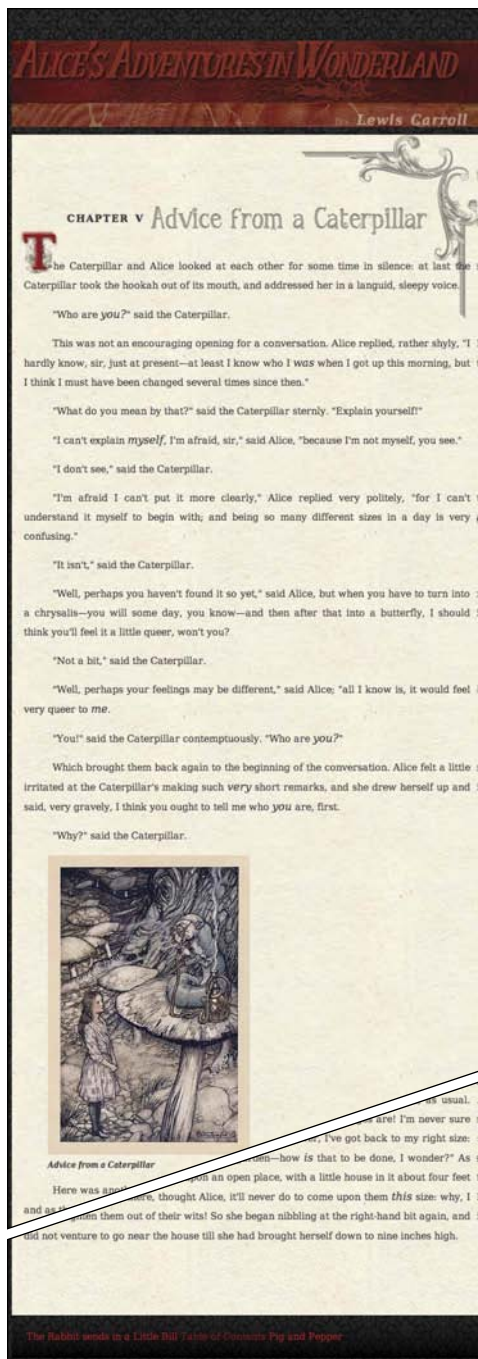 ALICE'S ADVENTURES IN WONDERLAND
By Lewis Carroll
CHAPTER V Advice from a Caterpillar
The Caterpillar and Alice looked at each other for some time in silence: at last the
Caterpillar took the hookah out of its mouth, and addressed her in a languid, sleepy voice.
"Who are you?" said the Caterpillar.
This was not an encouraging opening for a conversation. Alice replied, rather shyly, "I
hardly know, sir, just at present—at least I know who I was when I got up this morning, but
I think I must have been changed several times since then."
"What do you mean by that?" said the Caterpillar sternly. "Explain yourself!"
"I can't explain myself, I'm afraid, sir," said Alice, "because I'm not myself, you see."
"I don't see," said the Caterpillar.
"I'm afraid I can't put it more clearly," Alice replied very politely, "for I can't
understand it myself to begin with; and being so many different sizes in a day is very
confusing."
"It isn't," said the Caterpillar.
"Well, perhaps you haven't found it so yet," said Alice, but when you have to turn into
a chrysalis—you will some day, you know—and then after that into a butterfly, I should
think you'll feel it a little queer, won't you?
"Not a bit," said the Caterpillar.
"Well, perhaps your feelings may be different," said Alice; "all I know is, it would feel
very queer to me.
"You!" said the Caterpillar contemptuously. "Who are you?"
Which brought them back again to the beginning of the conversation. Alice felt a little
irritated at the Caterpillar's making such very short remarks, and she drew herself up and
said, very gravely, I think you ought to tell me who you are, first.
"Why?" said the Caterpillar.
as usual.
are! I'm never sure
I've got back to my right size:
how is that to be done, I wonder?" As
Advice from a Caterpillar
upon an open place, with a little house in it about four feet
Here was
thought Alice, it'll never do to come upon them this size: why, I
and as
them out of their wits! So she began nibbling at the right-hand bit again, and
did not venture to go near the house till she had brought herself down to nine inches high.
The Rabbit sends in a Little Bill Table of Contents Pig and Pepper